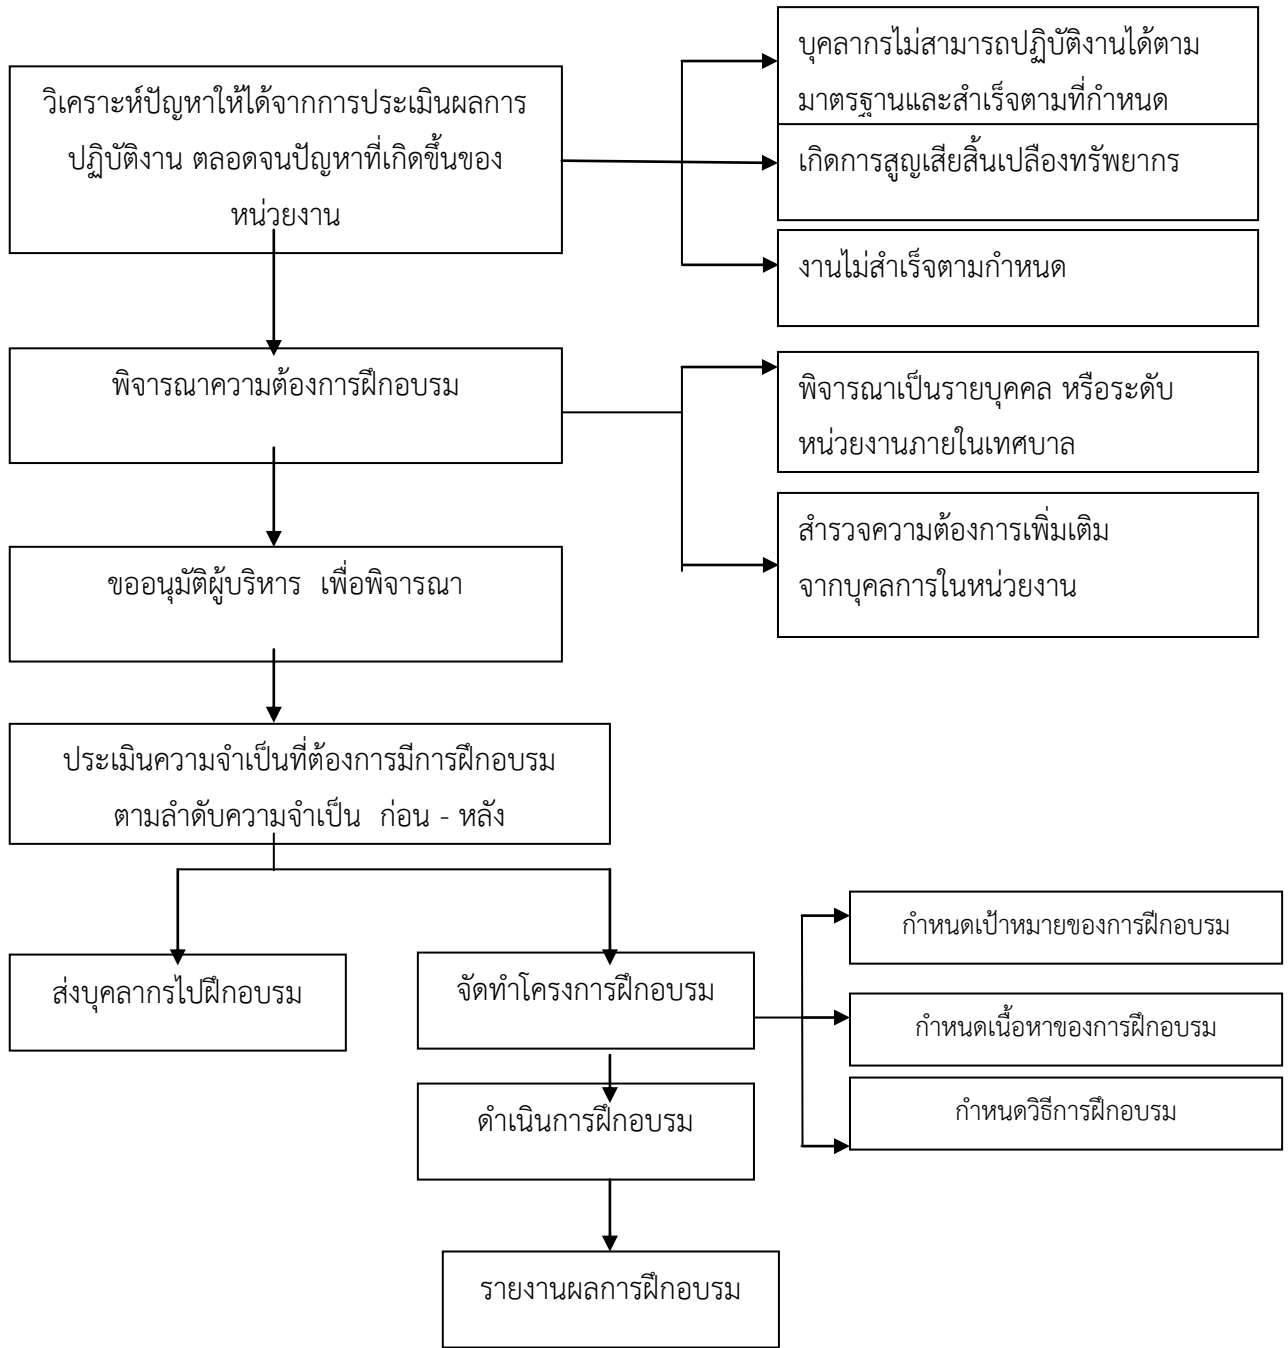 วิเคราะห์ปัญหาให้ได้จากการประเมินผลการ
ปฏิบัติงาน ตลอดจนปัญหาที่เกิดขึ้นของ
หน่วยงาน
บุคลากรไม่สามารถปฏิบัติงานได้ตาม
มาตรฐานและสำเร็จตามที่กำหนด
เกิดการสูญเสียสิ้นเปลืองทรัพยากร
งานไม่สำเร็จตามกำหนด
พิจารณาความต้องการฝึกอบรม
พิจารณาเป็นรายบุคคล หรือระดับ
หน่วยงานภายในเทศบาล
สำรวจความต้องการเพิ่มเติม
จากบุคลการในหน่วยงาน
ขออนุมัติผู้บริหาร เพื่อพิจารณา
ประเมินความจำเป็นที่ต้องการมีการฝึกอบรม
ตามลำดับความจำเป็น ก่อน - หลัง
ส่งบุคลากรไปฝึกอบรม
จัดทำโครงการฝึกอบรม
กำหนดเป้าหมายของการฝึกอบรม
กำหนดเนื้อหาของการฝึกอบรม
กำหนดวิธีการฝึกอบรม
ดำเนินการฝึกอบรม
รายงานผลการฝึกอบรม